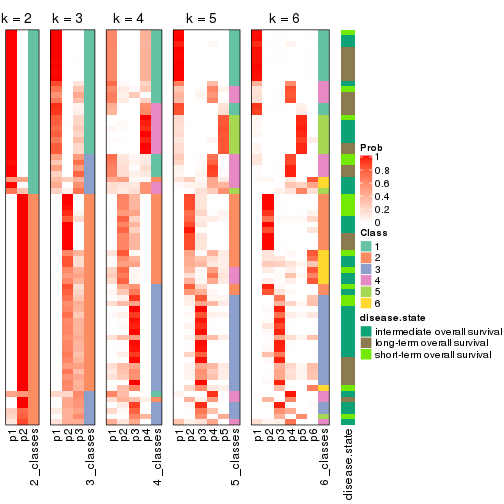 k = 2 k = 3 k = 4 k = 5 k = 6
Prob
1
0.8
0.6
0.4
0.2
0
Class
1
2
3
4
5
6
disease.state
intermediate overall survival
long-term overall survival
short-term overall survival
p1 p2 2_classes p1 p2 p3 3_classes p1 p2 p3 p4 4_classes p1 p2 p3 p4 p5 5_classes p1 p2 p3 p4 p5 p6 6_classes disease.state